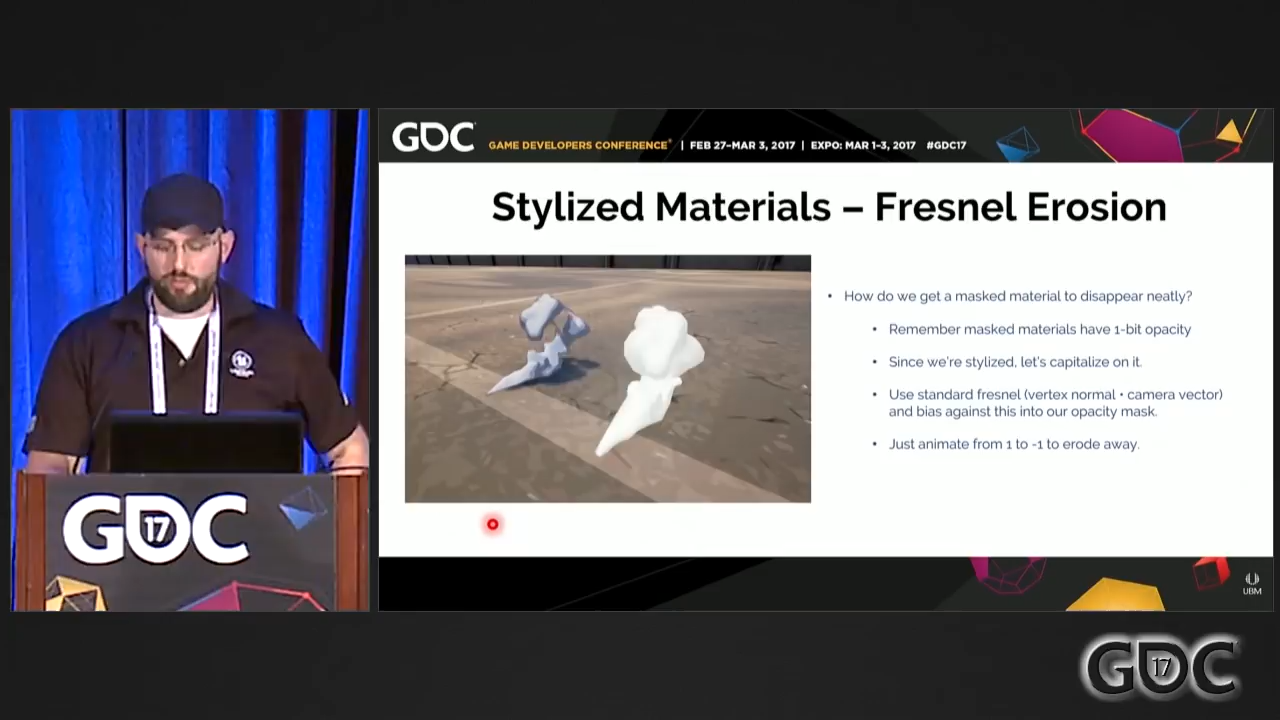 GDC
GAME DEVELOPERS CONFERENCE® | FEB 27–MAR 3, 2017 | EXPO: MAR 1–3, 2017 #GDC17
Stylized Materials – Fresnel Erosion
• How do we get a masked material to disappear neatly?
• Remember masked materials have 1-bit opacity
• Since we're stylized, let's capitalize on it.
• Use standard fresnel (vertex normal • camera vector)
and bias against this into our opacity mask.
• Just animate from 1 to -1 to erode away.
GDC
17
UBM
GDC
17